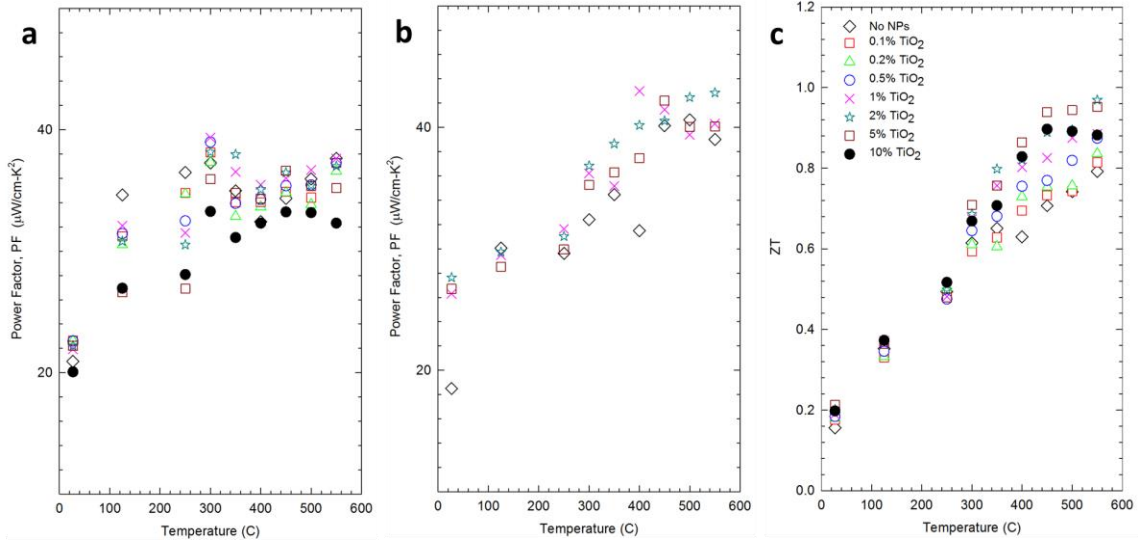 a
Power Factor, PF (μW/cm-K²)
40
20
0 100 200 300 400 500 600
Temperature (C)
b
Power Factor, PF (μW/cm-K²)
40
20
0 100 200 300 400 500 600
Temperature (C)
c
ZT
1.2
1.0
0.8
0.6
0.4
0.2
0.0
0 100 200 300 400 500 600
Temperature (C)
No NPs
0.1% TiO₂
0.2% TiO₂
0.5% TiO₂
1% TiO₂
2% TiO₂
5% TiO₂
10% TiO₂